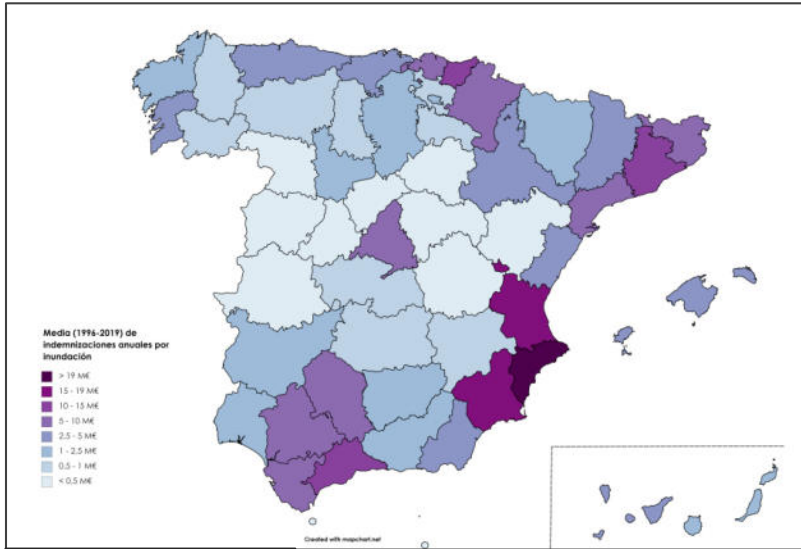 Media (1996-2019) de
indemnizaciones anuales por
inundación
> 19 M€
15 - 19 M€
10 - 15 M€
5 - 10 M€
2.5 - 5 M€
1 - 2.5 M€
0.5 - 1 M€
< 0,5 M€
Created with mapchart.net